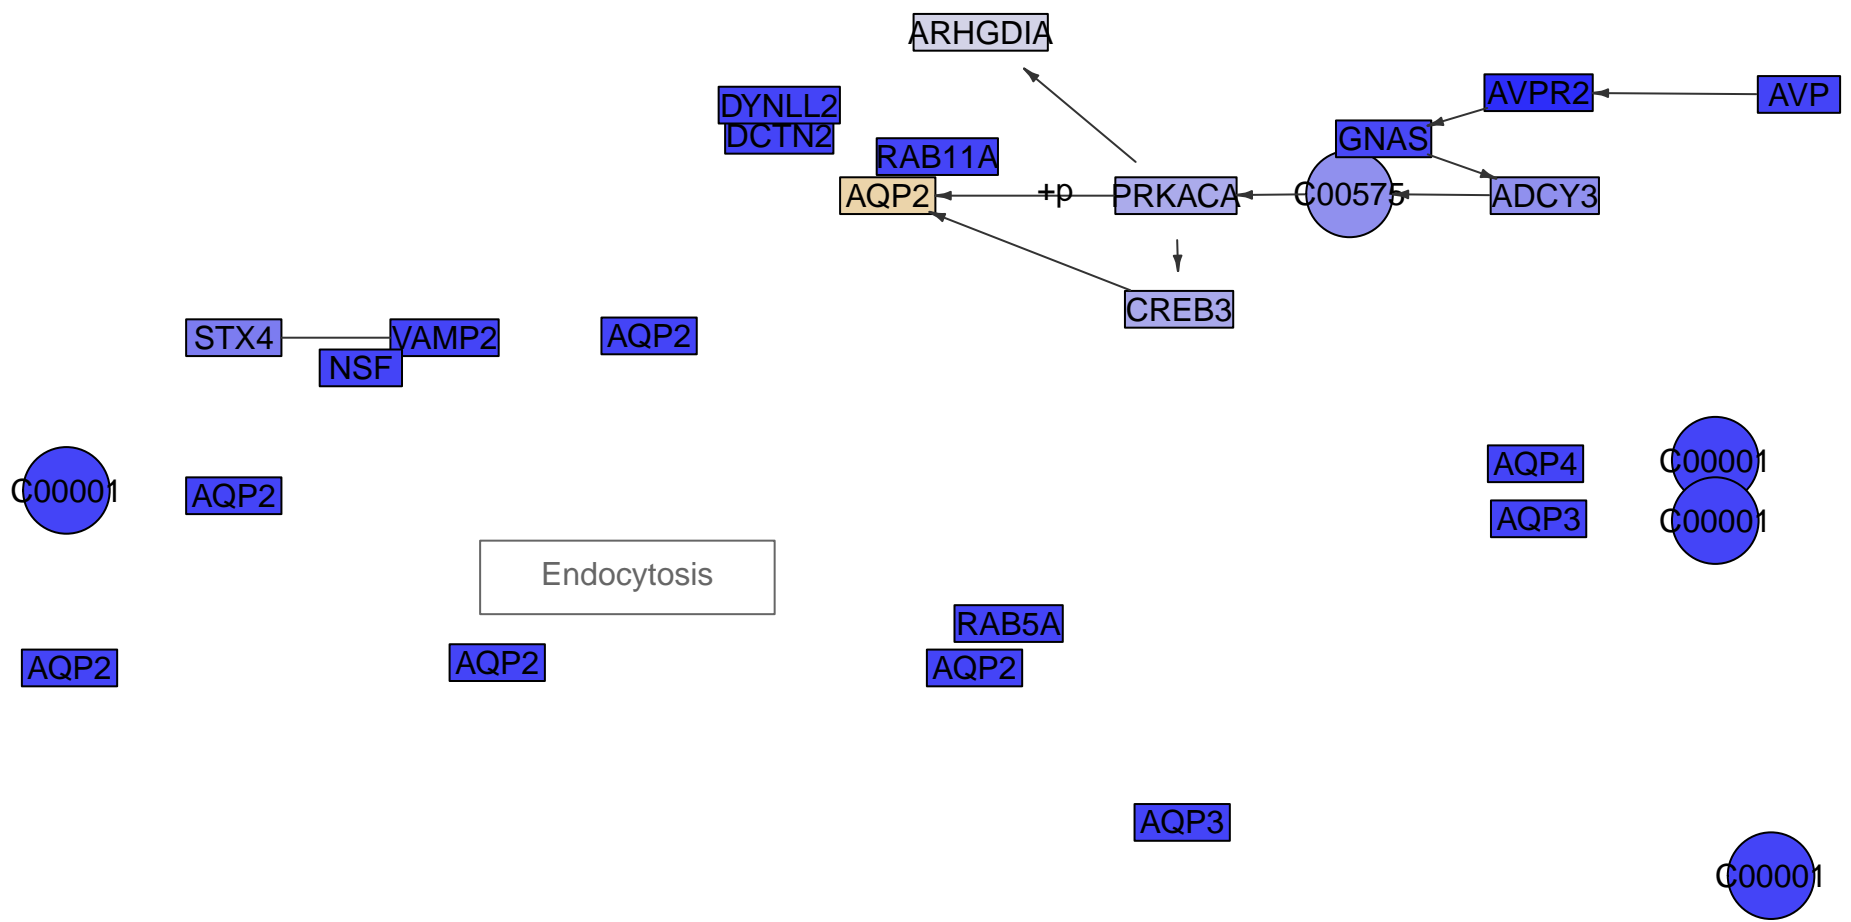 ARHGDIA
DYNLL2
AVPR2
AVP
DCTN2
GNAS
RAB11A
AQP2
+p
PRKACA
C00575
ADCY3
CREB3
STX4
VAMP2
AQP2
NSF
C00001
AQP2
AQP4
C00001
AQP3
C00001
Endocytosis
RAB5A
AQP2
AQP2
AQP2
AQP3
C00001